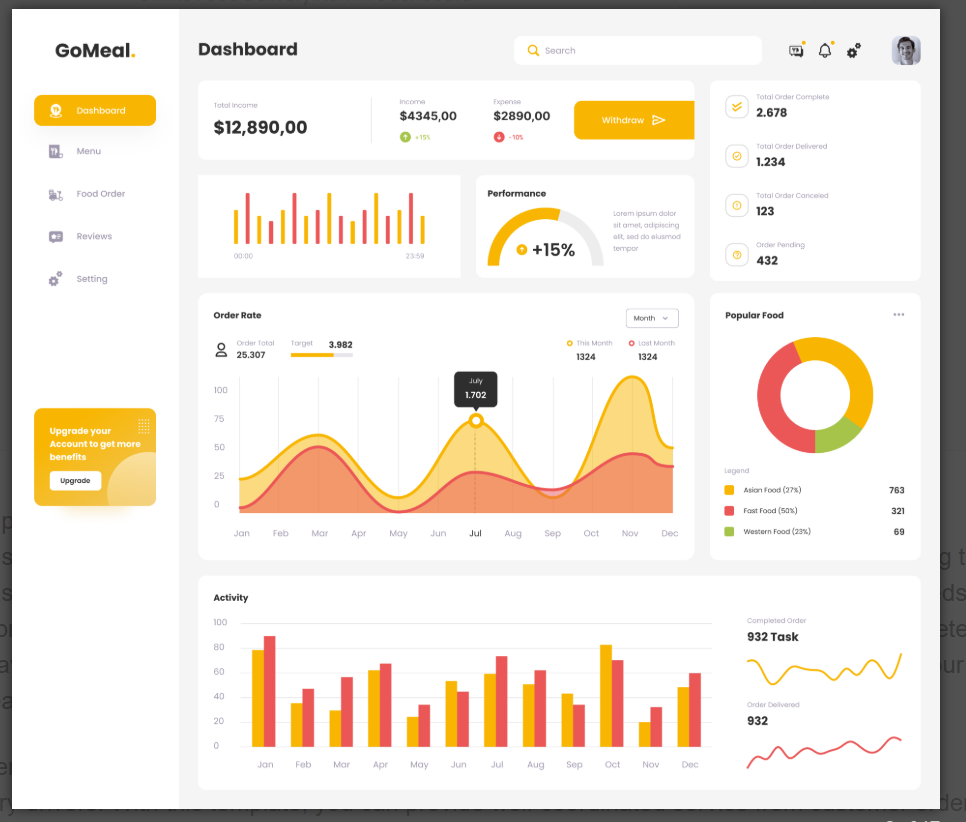 GoMeal.
Dashboard
Search
Dashboard
Menu
Food Order
Reviews
Setting
Upgrade your
Account to get more
benefits
Upgrade
Total Income
$12,890,00
Income
$4345,00
+15%
Expense
$2890,00
-10%
Withdraw
Total Order Complete
2.678
Total Order Delivered
1.234
Total Order Canceled
123
Order Pending
432
00:00
23:59
Performance
+15%
Lorem ipsum dolor
sit amet, adipiscing
elit, sed do eiusmod
tempor
Order Rate
Month
Order Total
25.307
Target
3.982
This Month
1324
Last Month
1324
July
1.702
100
75
50
25
0
Jan Feb Mar Apr May Jun Jul Aug Sep Oct Nov Dec
Popular Food
Legend
Asian Food (27%) 763
Fast Food (50%) 321
Western Food (23%) 69
Activity
100
80
60
40
20
0
Jan Feb Mar Apr May Jun Jul Aug Sep Oct Nov Dec
Completed Order
932 Task
Order Delivered
932